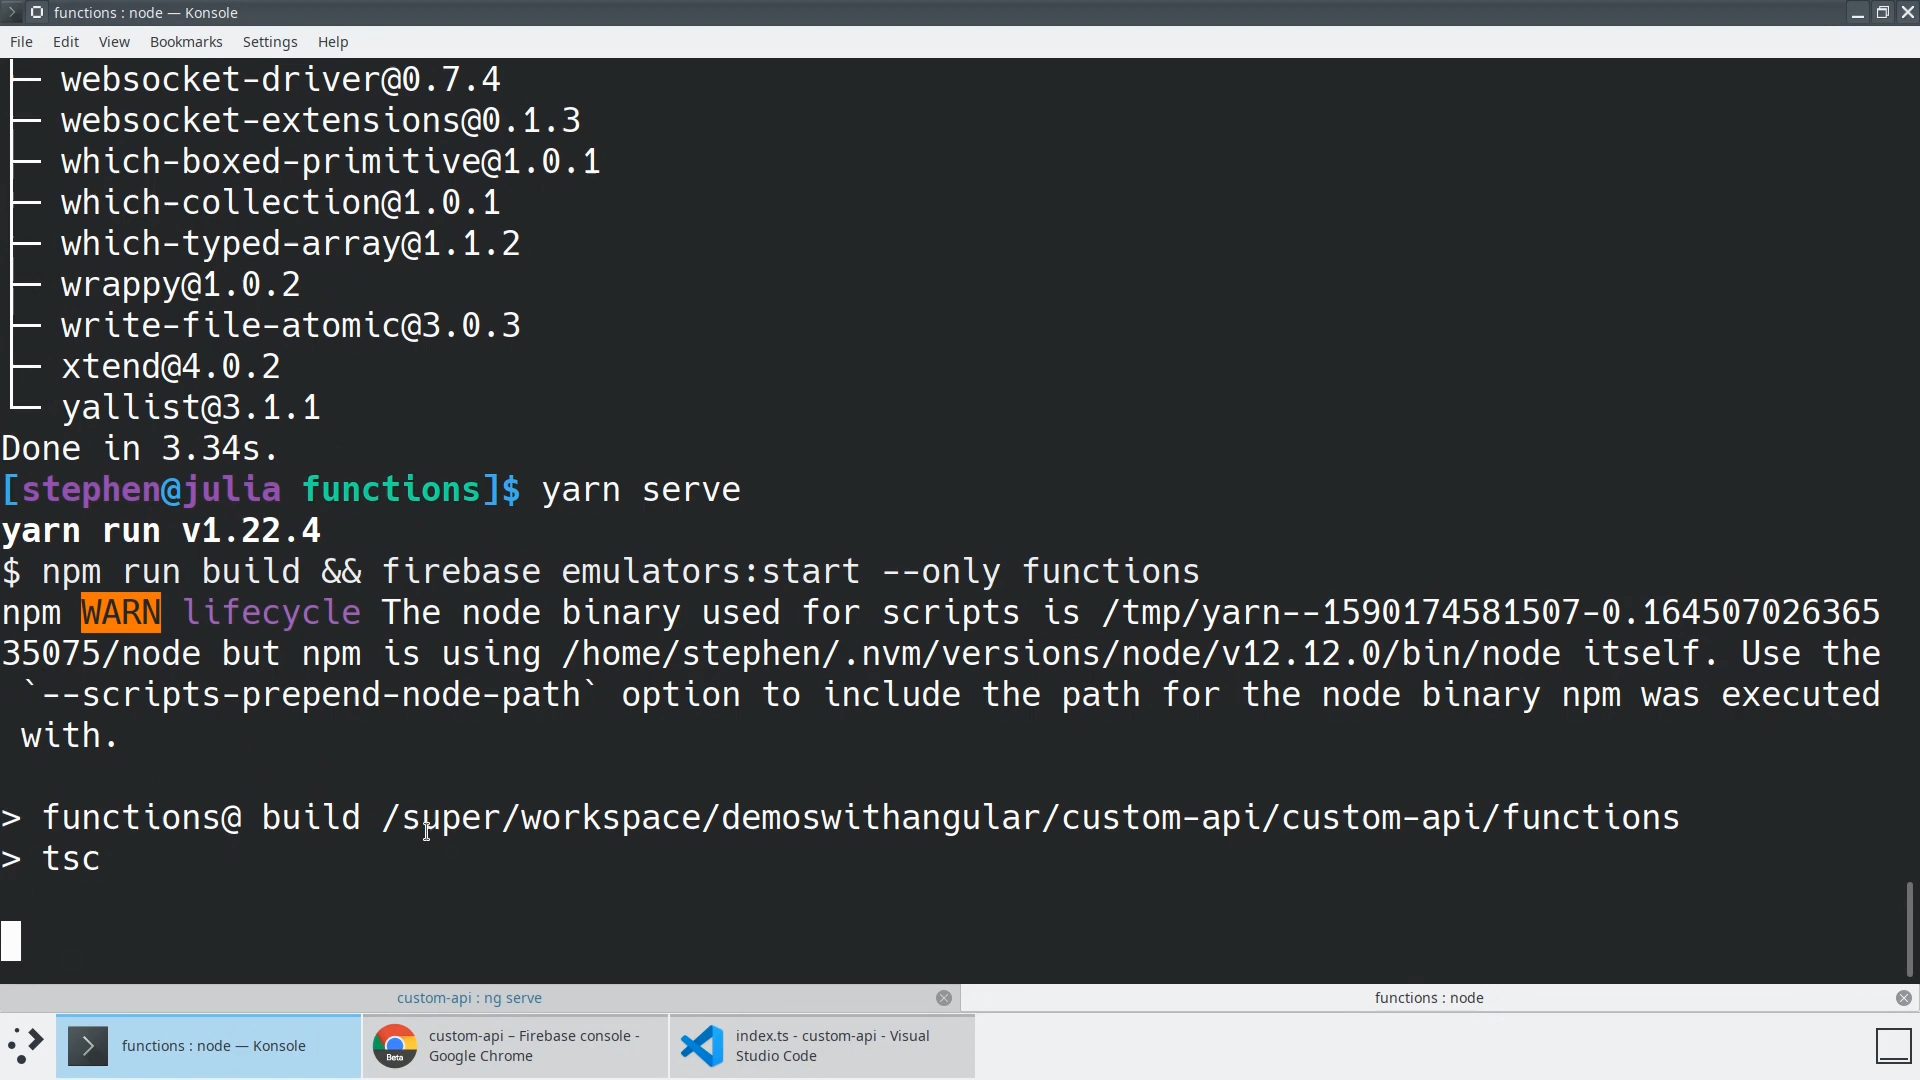 functions : node — Konsole
File Edit View Bookmarks Settings Help
├─ websocket-driver@0.7.4
├─ websocket-extensions@0.1.3
├─ which-boxed-primitive@1.0.1
├─ which-collection@1.0.1
├─ which-typed-array@1.1.2
├─ wrappy@1.0.2
├─ write-file-atomic@3.0.3
├─ xtend@4.0.2
└─ yallist@3.1.1
Done in 3.34s.
[stephen@julia functions]$ yarn serve
yarn run v1.22.4
$ npm run build && firebase emulators:start --only functions
npm WARN lifecycle The node binary used for scripts is /tmp/yarn--1590174581507-0.164507026365
35075/node but npm is using /home/stephen/.nvm/versions/node/v12.12.0/bin/node itself. Use the
`--scripts-prepend-node-path` option to include the path for the node binary npm was executed
with.
> functions@ build /super/workspace/demoswithangular/custom-api/custom-api/functions
> tsc
custom-api : ng serve
functions : node
functions : node — Konsole
Beta
custom-api – Firebase console -
Google Chrome
index.ts - custom-api - Visual
Studio Code